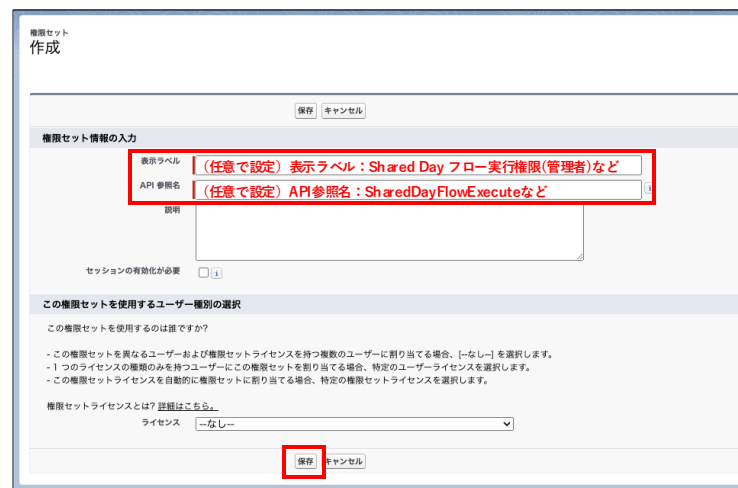 権限セット
作成
保存 キャンセル
権限セット情報の入力
表示ラベル （任意で設定）表示ラベル：Shared Day フロー実行権限(管理者)など
API 参照名 （任意で設定）API参照名：SharedDayFlowExecuteなど i
説明
セッションの有効化が必要 i
この権限セットを使用するユーザー種別の選択
この権限セットを使用するのは誰ですか?
- この権限セットを異なるユーザーおよび権限セットライセンスを持つ複数のユーザーに割り当てる場合、[--なし--] を選択します。
- 1 つのライセンスの種類のみを持つユーザーにこの権限セットを割り当てる場合、特定のユーザーライセンスを選択します。
- この権限セットライセンスを自動的に権限セットに割り当てる場合、特定の権限セットライセンスを選択します。
権限セットライセンスとは? 詳細はこちら。
ライセンス --なし--
保存 キャンセル